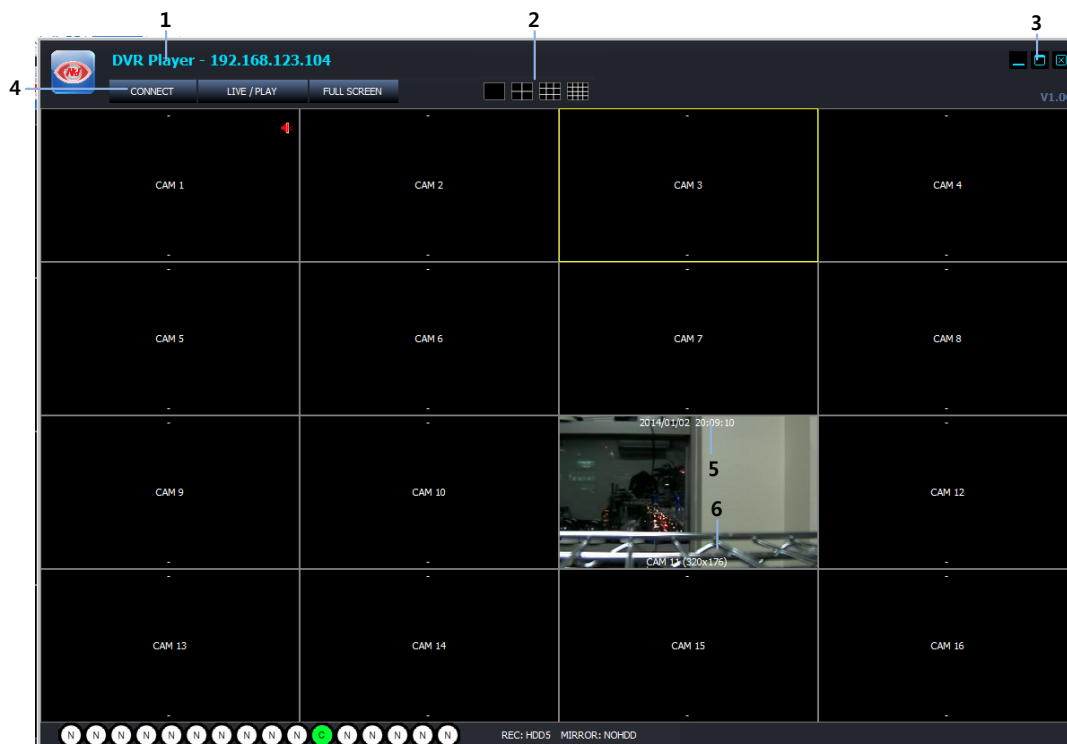 1 2 3
DVR Player - 192.168.123.104
4
CONNECT LIVE / PLAY FULL SCREEN
- - - -
CAM 1 CAM 2 CAM 3 CAM 4
- - - -
- - - -
CAM 5 CAM 6 CAM 7 CAM 8
- - - -
- - 2014/01/02 20:09:10 -
5
CAM 9 CAM 10 CAM 12
6
- - CAM 11 (320x176) -
- - - -
CAM 13 CAM 14 CAM 15 CAM 16
- - - -
N N N N N N N N N N C N N N N N REC: HDD5 MIRROR: NOHDD